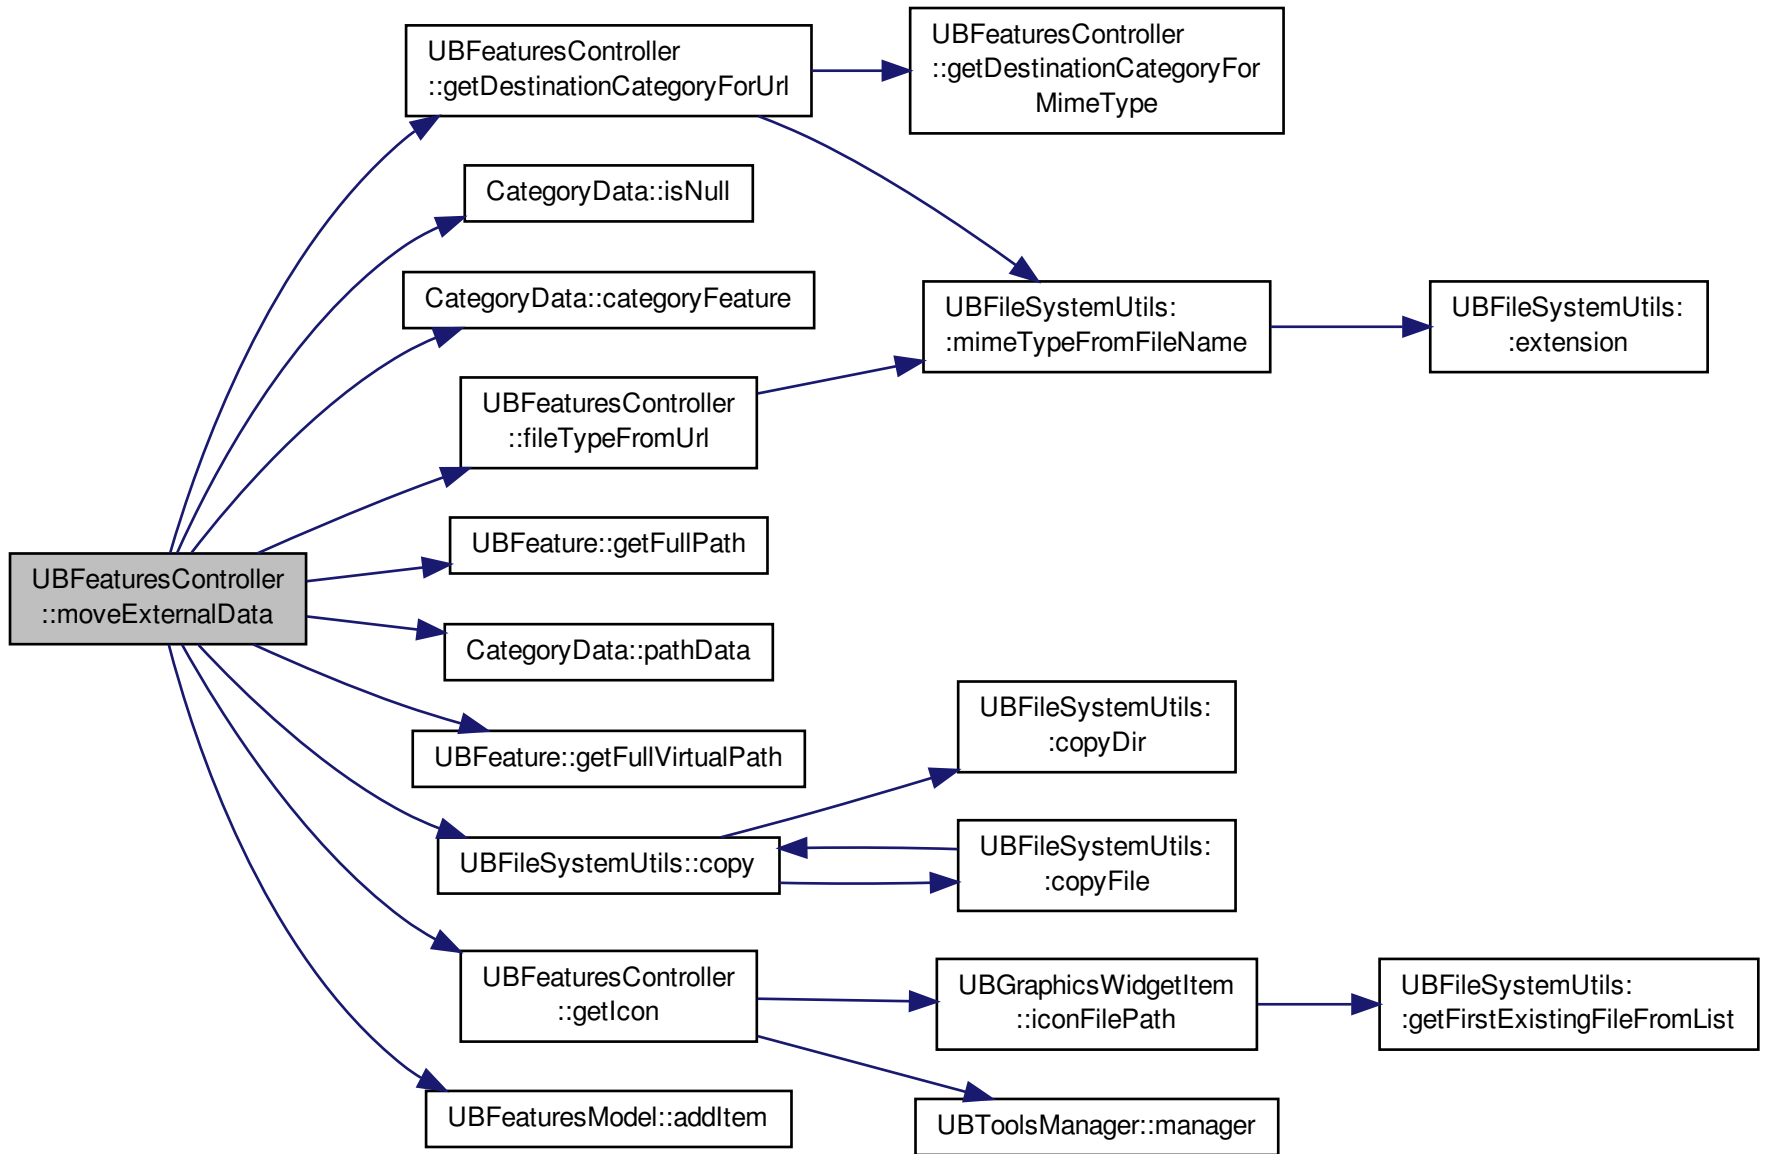 UBFeaturesController
::moveExternalData
UBFeaturesController
::getDestinationCategoryForUrl
CategoryData::isNull
CategoryData::categoryFeature
UBFeaturesController
::fileTypeFromUrl
UBFeature::getFullPath
CategoryData::pathData
UBFeature::getFullVirtualPath
UBFileSystemUtils::copy
UBFeaturesController
::getIcon
UBFeaturesModel::addItem
UBFeaturesController
::getDestinationCategoryFor
MimeType
UBFileSystemUtils:
:mimeTypeFromFileName
UBFileSystemUtils:
:copyDir
UBFileSystemUtils:
:copyFile
UBGraphicsWidgetItem
::iconFilePath
UBToolsManager::manager
UBFileSystemUtils:
:extension
UBFileSystemUtils:
:getFirstExistingFileFromList